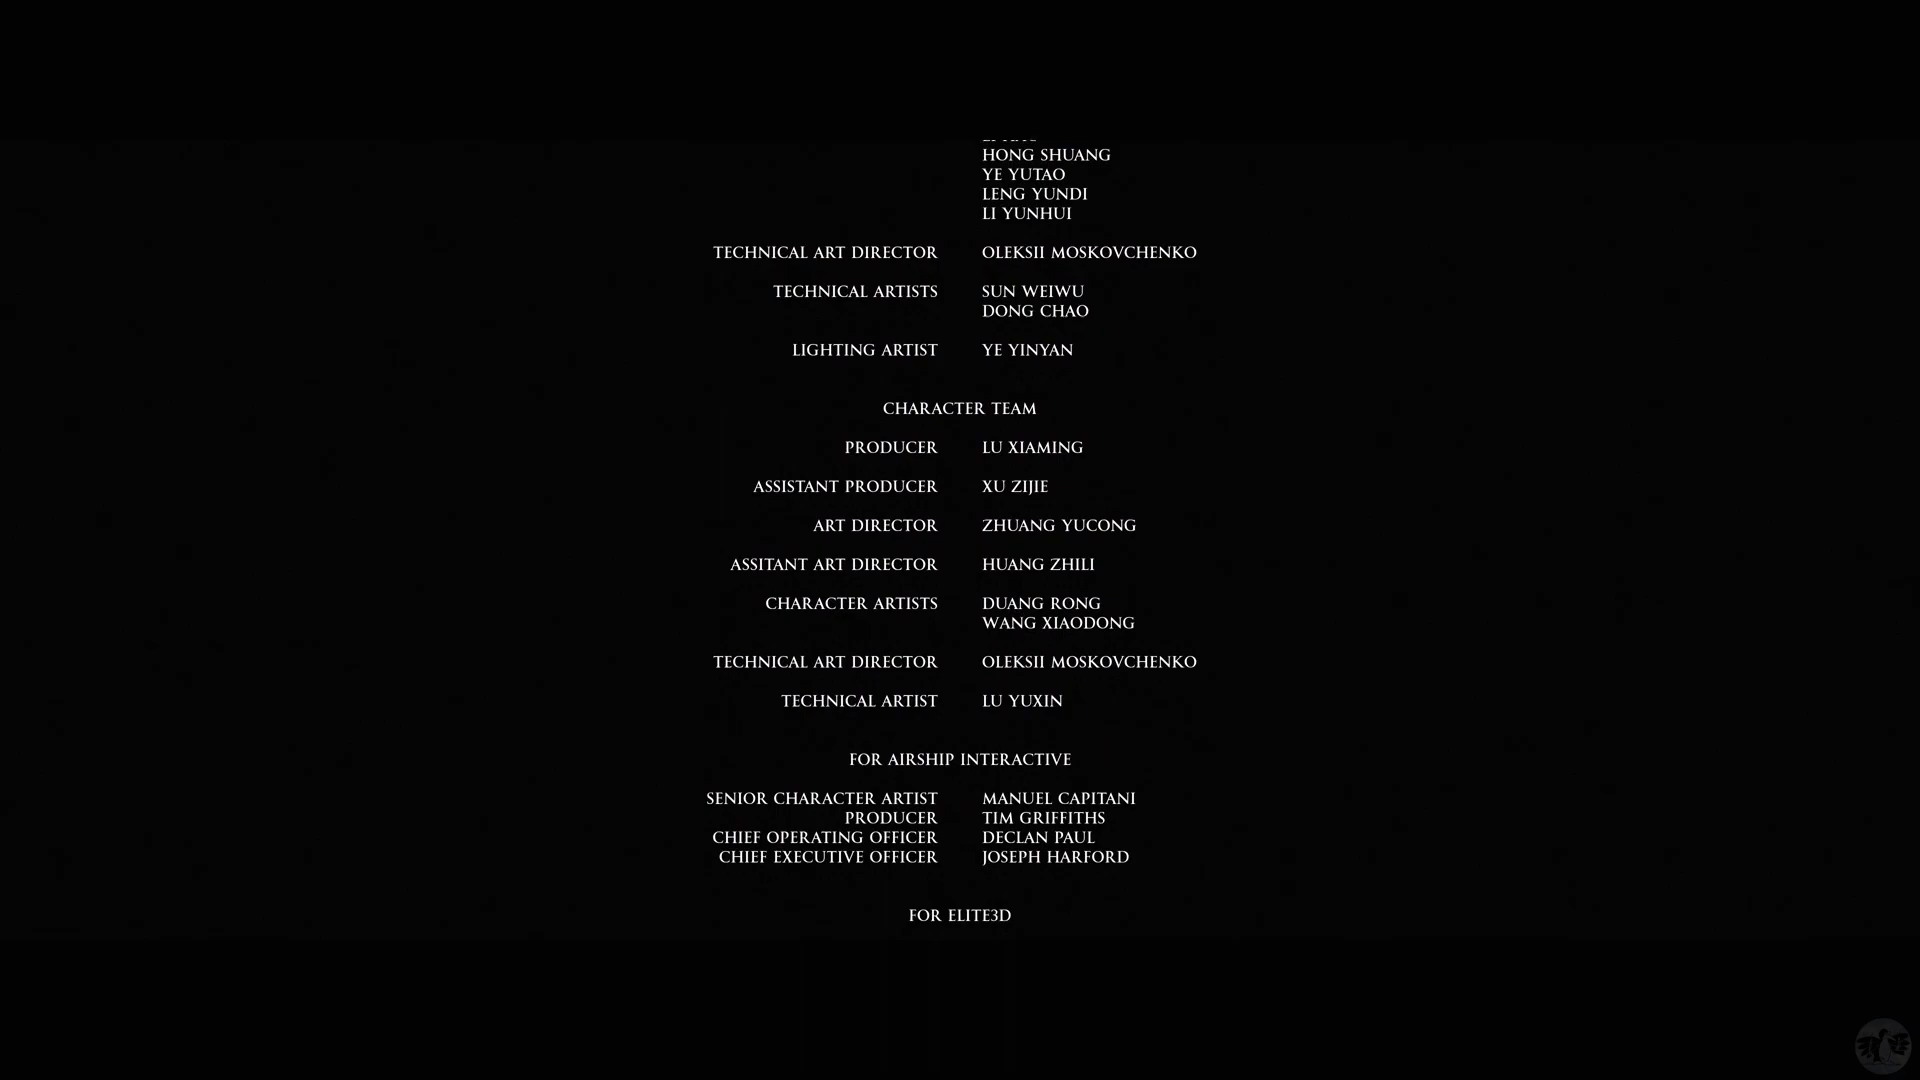 HONG SHUANG
YE YUTAO
LENG YUNDI
LI YUNHUI
TECHNICAL ART DIRECTOR OLEKSII MOSKOVCHENKO
TECHNICAL ARTISTS SUN WEIWU
DONG CHAO
LIGHTING ARTIST YE YINYAN
CHARACTER TEAM
PRODUCER LU XIAMING
ASSISTANT PRODUCER XU ZIJIE
ART DIRECTOR ZHUANG YUCONG
ASSITANT ART DIRECTOR HUANG ZHILI
CHARACTER ARTISTS DUANG RONG
WANG XIAODONG
TECHNICAL ART DIRECTOR OLEKSII MOSKOVCHENKO
TECHNICAL ARTIST LU YUXIN
FOR AIRSHIP INTERACTIVE
SENIOR CHARACTER ARTIST MANUEL CAPITANI
PRODUCER TIM GRIFFITHS
CHIEF OPERATING OFFICER DECLAN PAUL
CHIEF EXECUTIVE OFFICER JOSEPH HARFORD
FOR ELITE3D